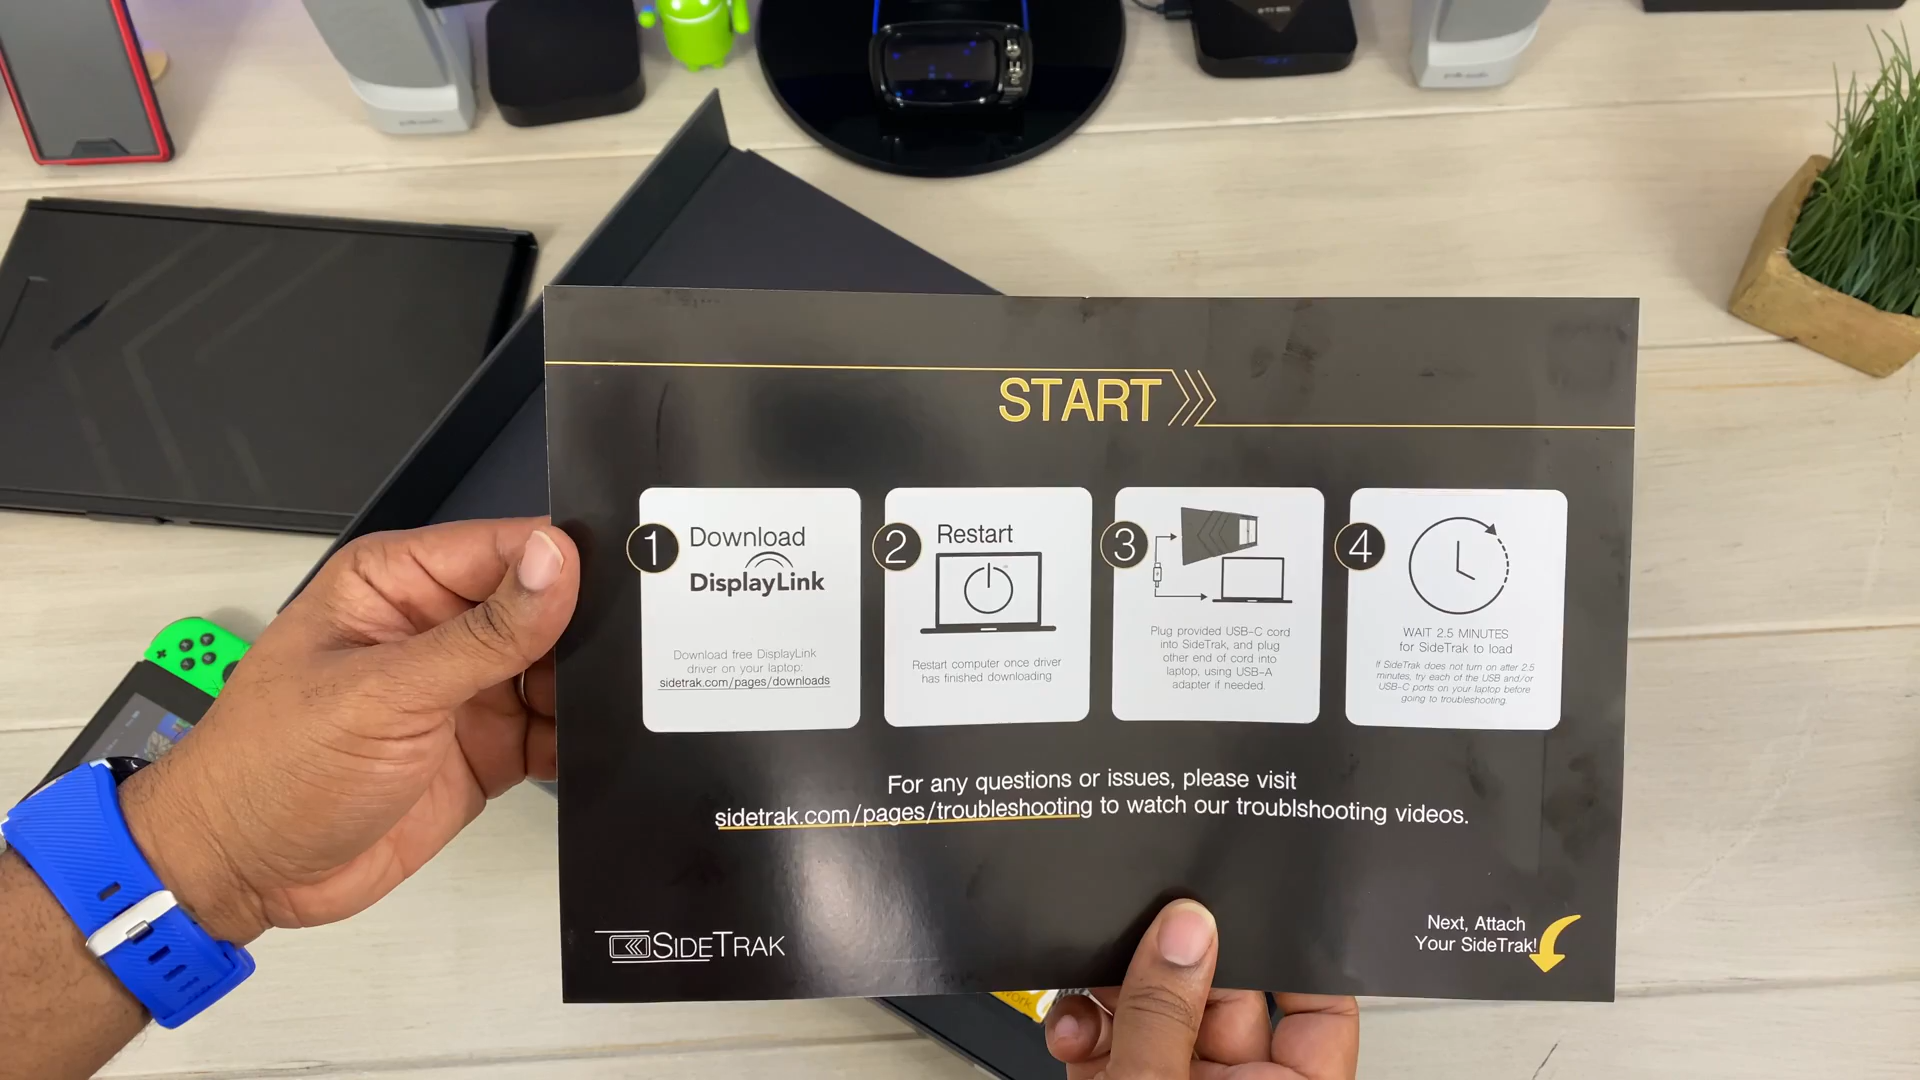 START
1
Download
DisplayLink
Download free DisplayLink
driver on your laptop:
sidetrak.com/pages/downloads
2
Restart
Restart computer once driver
has finished downloading
3
Plug provided USB-C cord
into SideTrak, and plug
other end of cord into
laptop, using USB-A
adapter if needed.
4
WAIT 2.5 MINUTES
for SideTrak to load
If SideTrak does not turn on after 2.5
minutes, try each of the USB and/or
USB-C ports on your laptop before
going to troubleshooting.
For any questions or issues, please visit
sidetrak.com/pages/troubleshooting to watch our troublshooting videos.
SIDETRAK
Next, Attach
Your SideTrak!